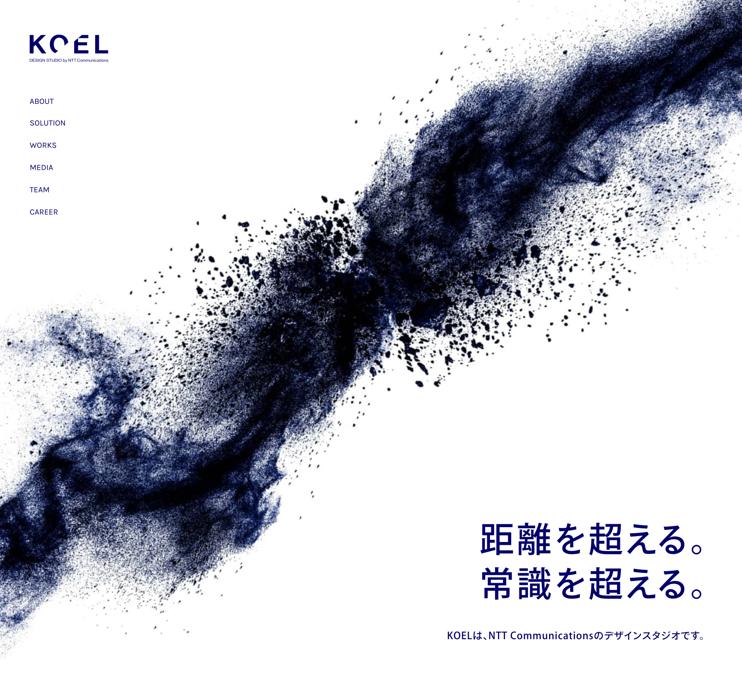 KOEL
DESIGN STUDIO by NTT Communications
ABOUT
SOLUTION
WORKS
MEDIA
TEAM
CAREER
距離を超える。
常識を超える。
KOELは、NTT Communicationsのデザインスタジオです。